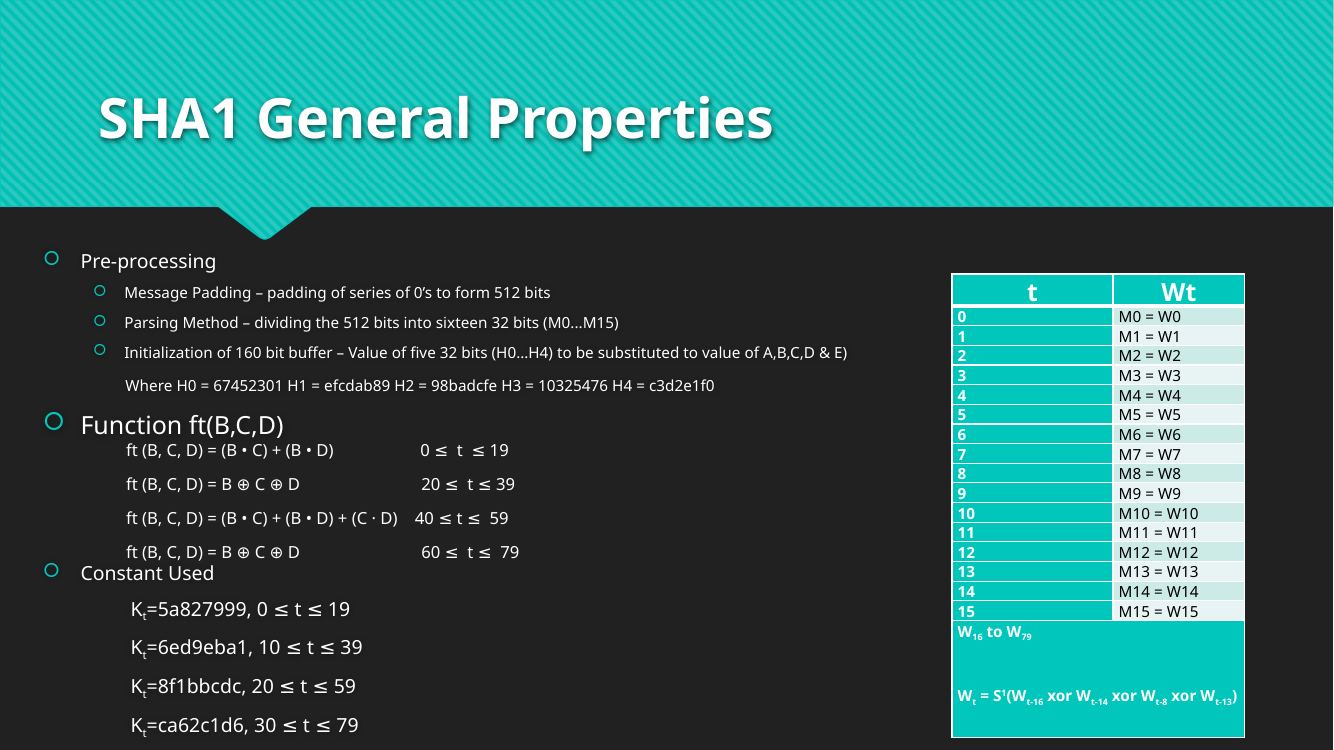 SHA1 General Properties
Pre-processing
Message Padding – padding of series of 0’s to form 512 bits
Parsing Method – dividing the 512 bits into sixteen 32 bits (M0…M15)
Initialization of 160 bit buffer – Value of five 32 bits (H0…H4) to be substituted to value of A,B,C,D & E)
Where H0 = 67452301 H1 = efcdab89 H2 = 98badcfe H3 = 10325476 H4 = c3d2e1f0
Function ft(B,C,D)
ft (B, C, D) = (B • C) + (B • D) 0 ≤ t ≤ 19
ft (B, C, D) = B ⊕ C ⊕ D 20 ≤ t ≤ 39
ft (B, C, D) = (B • C) + (B • D) + (C · D) 40 ≤ t ≤ 59
ft (B, C, D) = B ⊕ C ⊕ D 60 ≤ t ≤ 79
Constant Used
Kt=5a827999, 0 ≤ t ≤ 19
Kt=6ed9eba1, 10 ≤ t ≤ 39
Kt=8f1bbcdc, 20 ≤ t ≤ 59
Kt=ca62c1d6, 30 ≤ t ≤ 79
t Wt
0 M0 = W0
1 M1 = W1
2 M2 = W2
3 M3 = W3
4 M4 = W4
5 M5 = W5
6 M6 = W6
7 M7 = W7
8 M8 = W8
9 M9 = W9
10 M10 = W10
11 M11 = W11
12 M12 = W12
13 M13 = W13
14 M14 = W14
15 M15 = W15
W16 to W79
Wt = S¹(Wt-16 xor Wt-14 xor Wt-8 xor Wt-13)